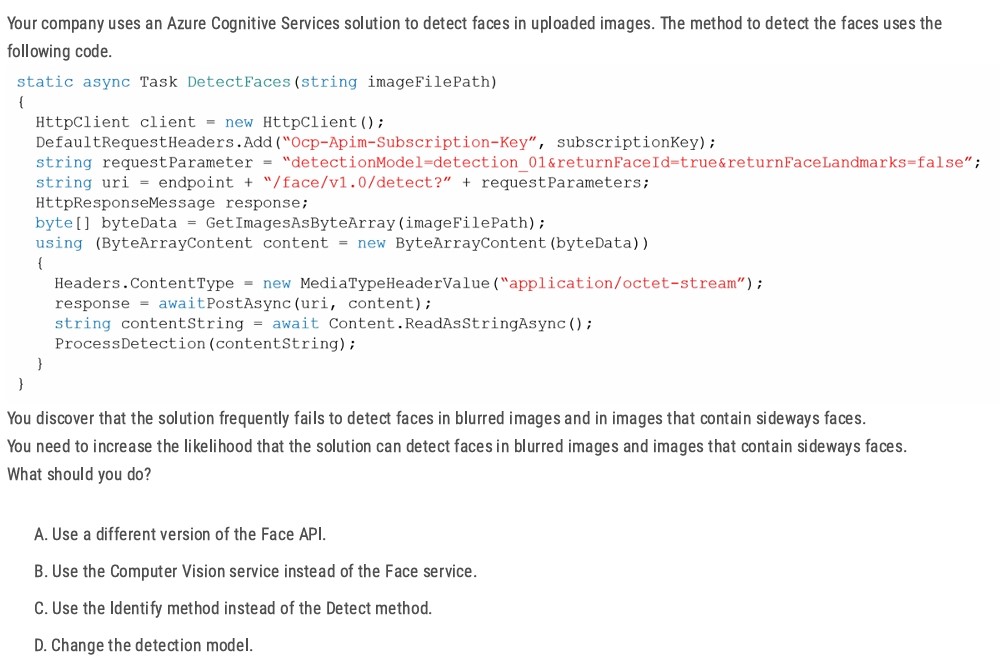 Your company uses an Azure Cognitive Services solution to detect faces in uploaded images. The method to detect the faces uses the
following code.
static async Task DetectFaces(string imageFilePath)
{
HttpClient client = new HttpClient();
DefaultRequestHeaders.Add(“Ocp-Apim-Subscription-Key”, subscriptionKey);
string requestParameter = “detectionModel=detection_01&returnFaceId=true&returnFaceLandmarks=false”;
string uri = endpoint + “/face/v1.0/detect?” + requestParameters;
HttpResponseMessage response;
byte[] byteData = GetImagesAsByteArray(imageFilePath);
using (ByteArrayContent content = new ByteArrayContent(byteData))
{
Headers.ContentType = new MediaTypeHeaderValue(“application/octet-stream”);
response = awaitPostAsync(uri, content);
string contentString = await Content.ReadAsStringAsync();
ProcessDetection(contentString);
}
}
You discover that the solution frequently fails to detect faces in blurred images and in images that contain sideways faces.
You need to increase the likelihood that the solution can detect faces in blurred images and images that contain sideways faces.
What should you do?
A. Use a different version of the Face API.
B. Use the Computer Vision service instead of the Face service.
C. Use the Identify method instead of the Detect method.
D. Change the detection model.